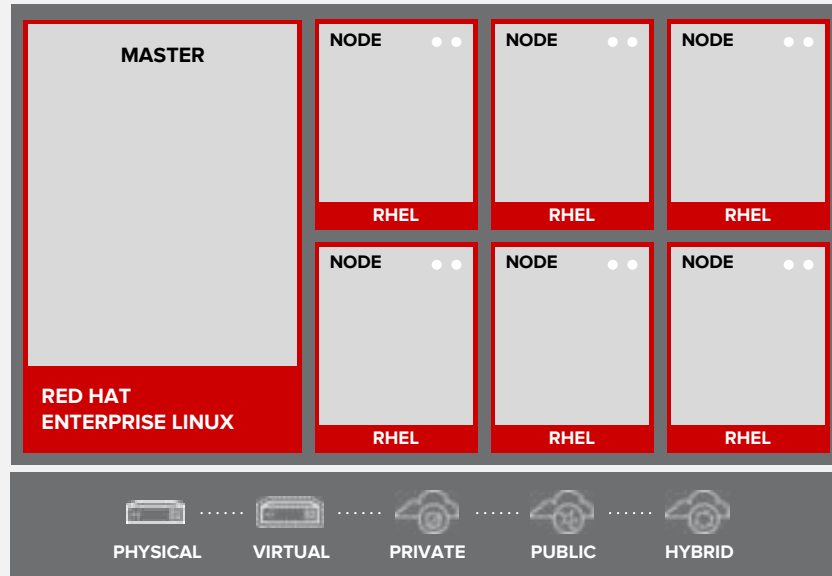 MASTER
NODE
NODE
NODE
RHEL
RHEL
RHEL
NODE
NODE
NODE
RED HAT
ENTERPRISE LINUX
RHEL
RHEL
RHEL
PHYSICAL
VIRTUAL
PRIVATE
PUBLIC
HYBRID